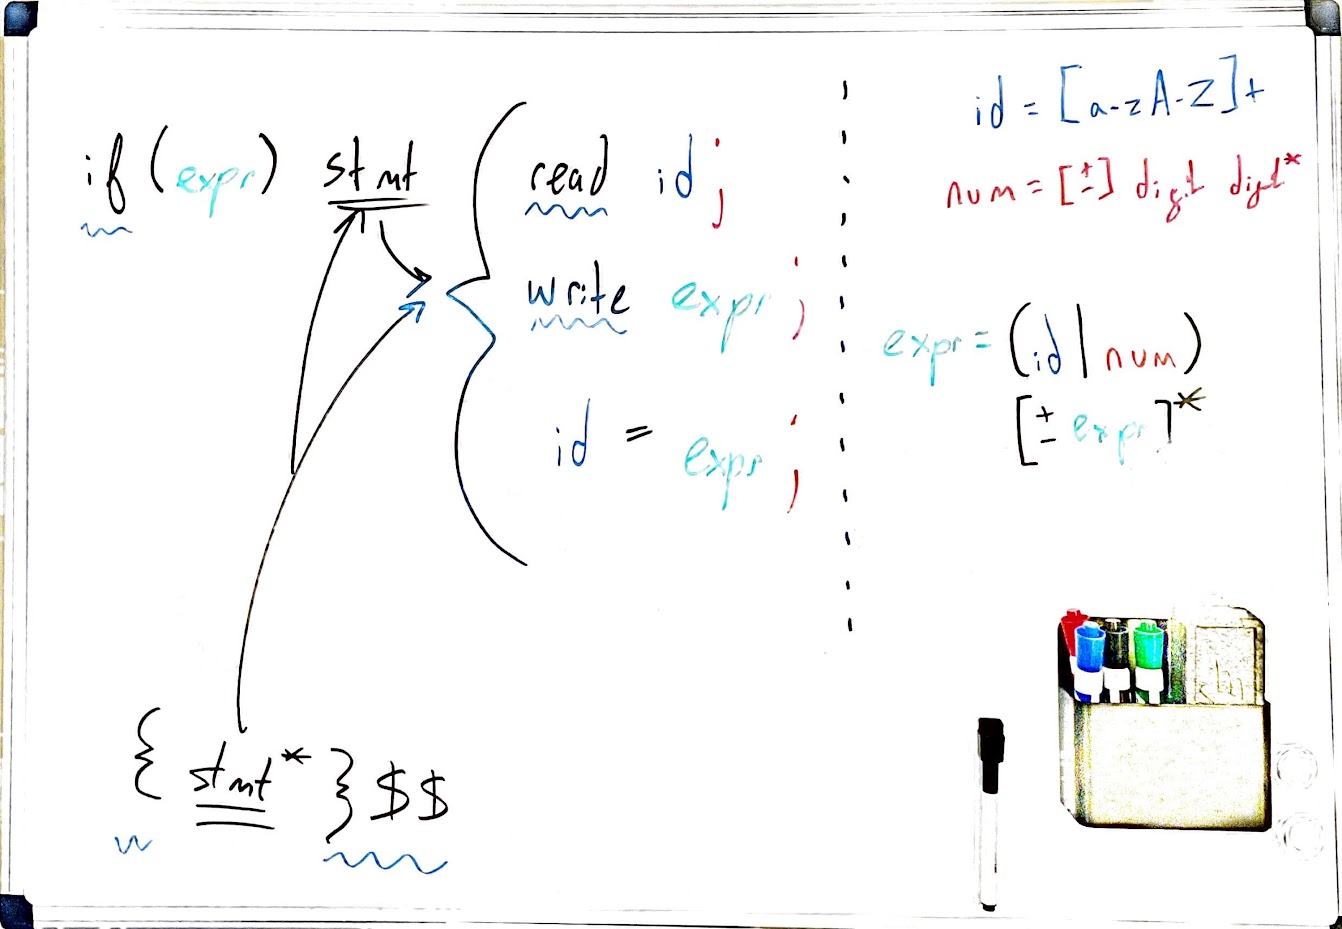 if (expr) stmt
read id ;
write expr ;
id = expr ;
{ stmt* } $$
id = [a-zA-Z]+
num = [±] digit digit*
expr = (id | num)
[± expr]*